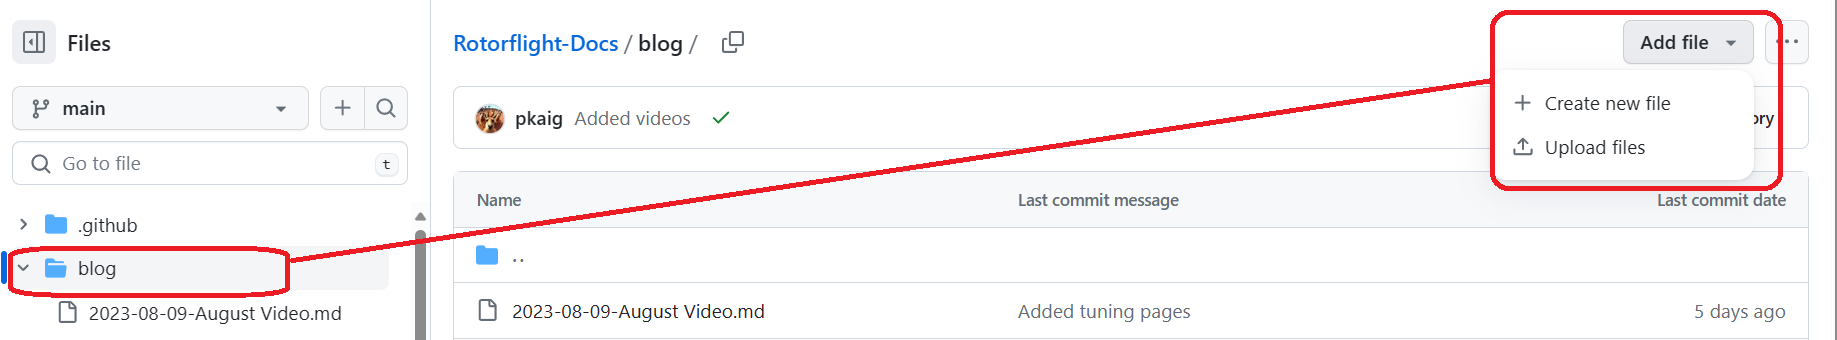 Files
main
Go to file
t
.github
blog
2023-08-09-August Video.md
Rotorflight-Docs / blog /
Add file
Create new file
Upload files
pkaig Added videos
ory
Name Last commit message Last commit date
..
2023-08-09-August Video.md Added tuning pages 5 days ago